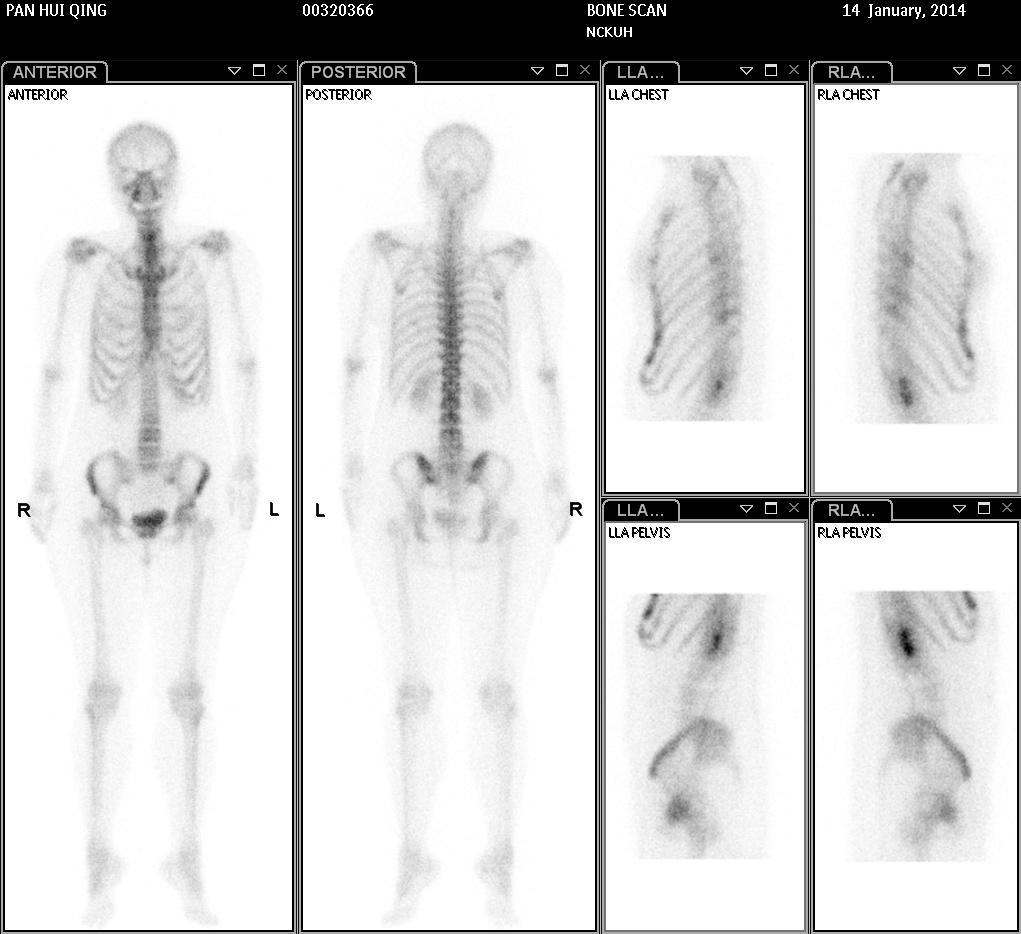 PAN HUI QING 00320366 BONE SCAN 14 January, 2014
NCKUH
ANTERIOR POSTERIOR LLA... RLA...
ANTERIOR POSTERIOR LLA CHEST RLA CHEST
R L L R
LLA... RLA...
LLA PELVIS RLA PELVIS